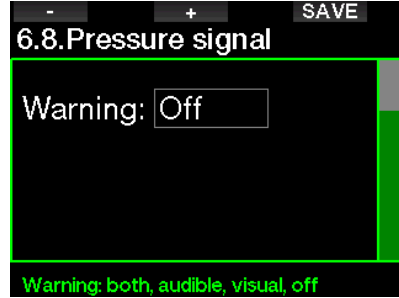 - + SAVE
6.8.Pressure signal
Warning: Off
Warning: both, audible, visual, off